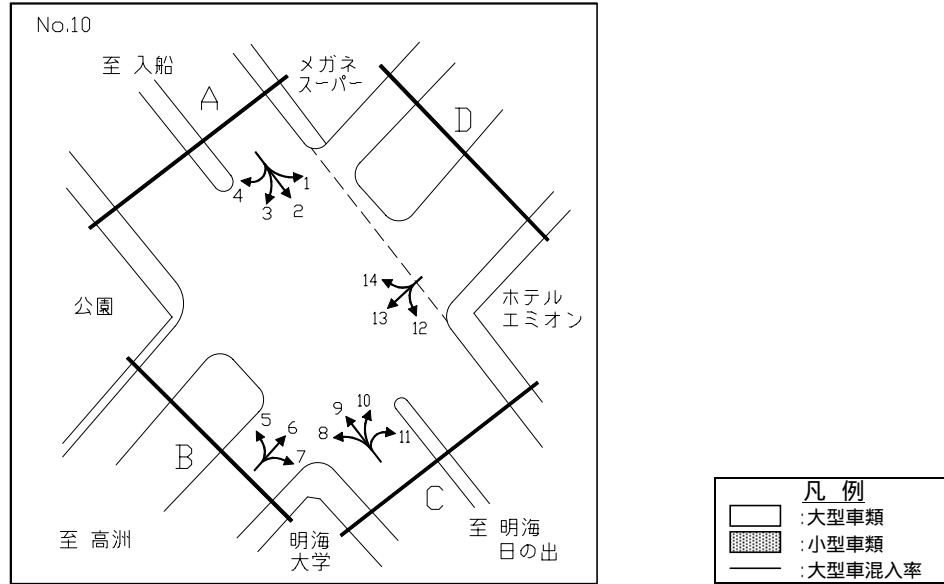 No.10
至 入船
メガネ
スーパー
A
D
4
3
2
1
14
13
12
公園
ホテル
エミオン
B
5
6
7
8
9
10
11
C
至 高洲
明海
大学
至 明海
日の出
凡 例
:大型車類
:小型車類
:大型車混入率